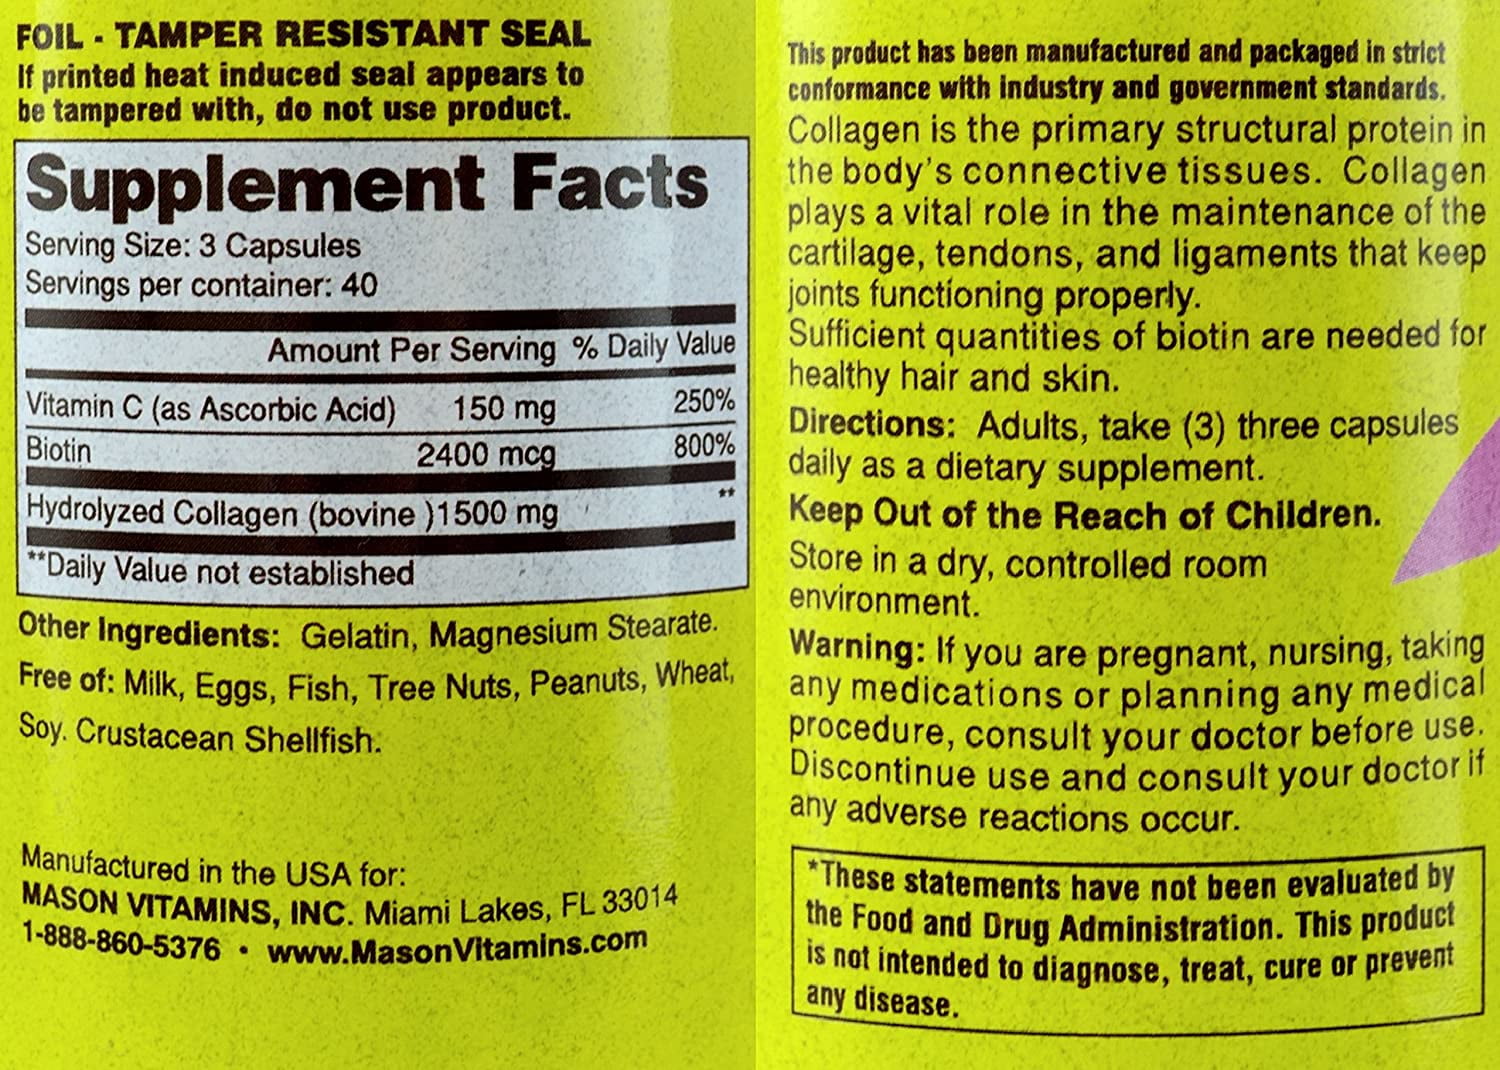 FOIL - TAMPER RESISTANT SEAL
If printed heat induced seal appears to
be tampered with, do not use product.
Supplement Facts
Serving Size: 3 Capsules
Servings per container: 40
Amount Per Serving % Daily Value
Vitamin C (as Ascorbic Acid) 150 mg 250%
Biotin 2400 mcg 800%
Hydrolyzed Collagen (bovine )1500 mg **
**Daily Value not established
Other Ingredients: Gelatin, Magnesium Stearate.
Free of: Milk, Eggs, Fish, Tree Nuts, Peanuts, Wheat,
Soy. Crustacean Shellfish.
Manufactured in the USA for:
MASON VITAMINS, INC. Miami Lakes, FL 33014
1-888-860-5376 • www.MasonVitamins.com
This product has been manufactured and packaged in strict
conformance with industry and government standards.
Collagen is the primary structural protein in
the body's connective tissues. Collagen
plays a vital role in the maintenance of the
cartilage, tendons, and ligaments that keep
joints functioning properly.
Sufficient quantities of biotin are needed for
healthy hair and skin.
Directions: Adults, take (3) three capsules
daily as a dietary supplement.
Keep Out of the Reach of Children.
Store in a dry, controlled room
environment.
Warning: If you are pregnant, nursing, taking
any medications or planning any medical
procedure, consult your doctor before use.
Discontinue use and consult your doctor if
any adverse reactions occur.
*These statements have not been evaluated by
the Food and Drug Administration. This product
is not intended to diagnose, treat, cure or prevent
any disease.